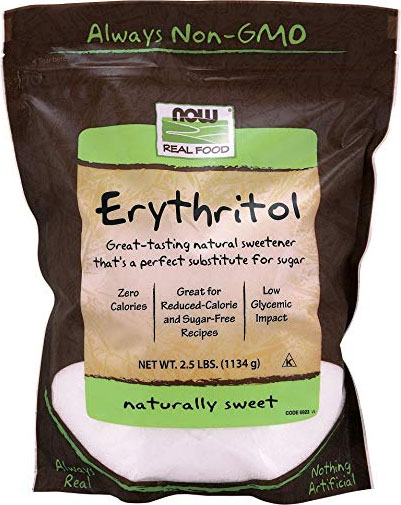 Always Non-GMO
NOW
REAL FOOD
Erythritol
Great-tasting natural sweetener
that's a perfect substitute for sugar
Zero
Calories
Great for
Reduced-Calorie
and Sugar-Free
Recipes
Low
Glycemic
Impact
NET WT. 2.5 LBS. (1134 g)
K
naturally sweet
Always
Real
Nothing
Artificial